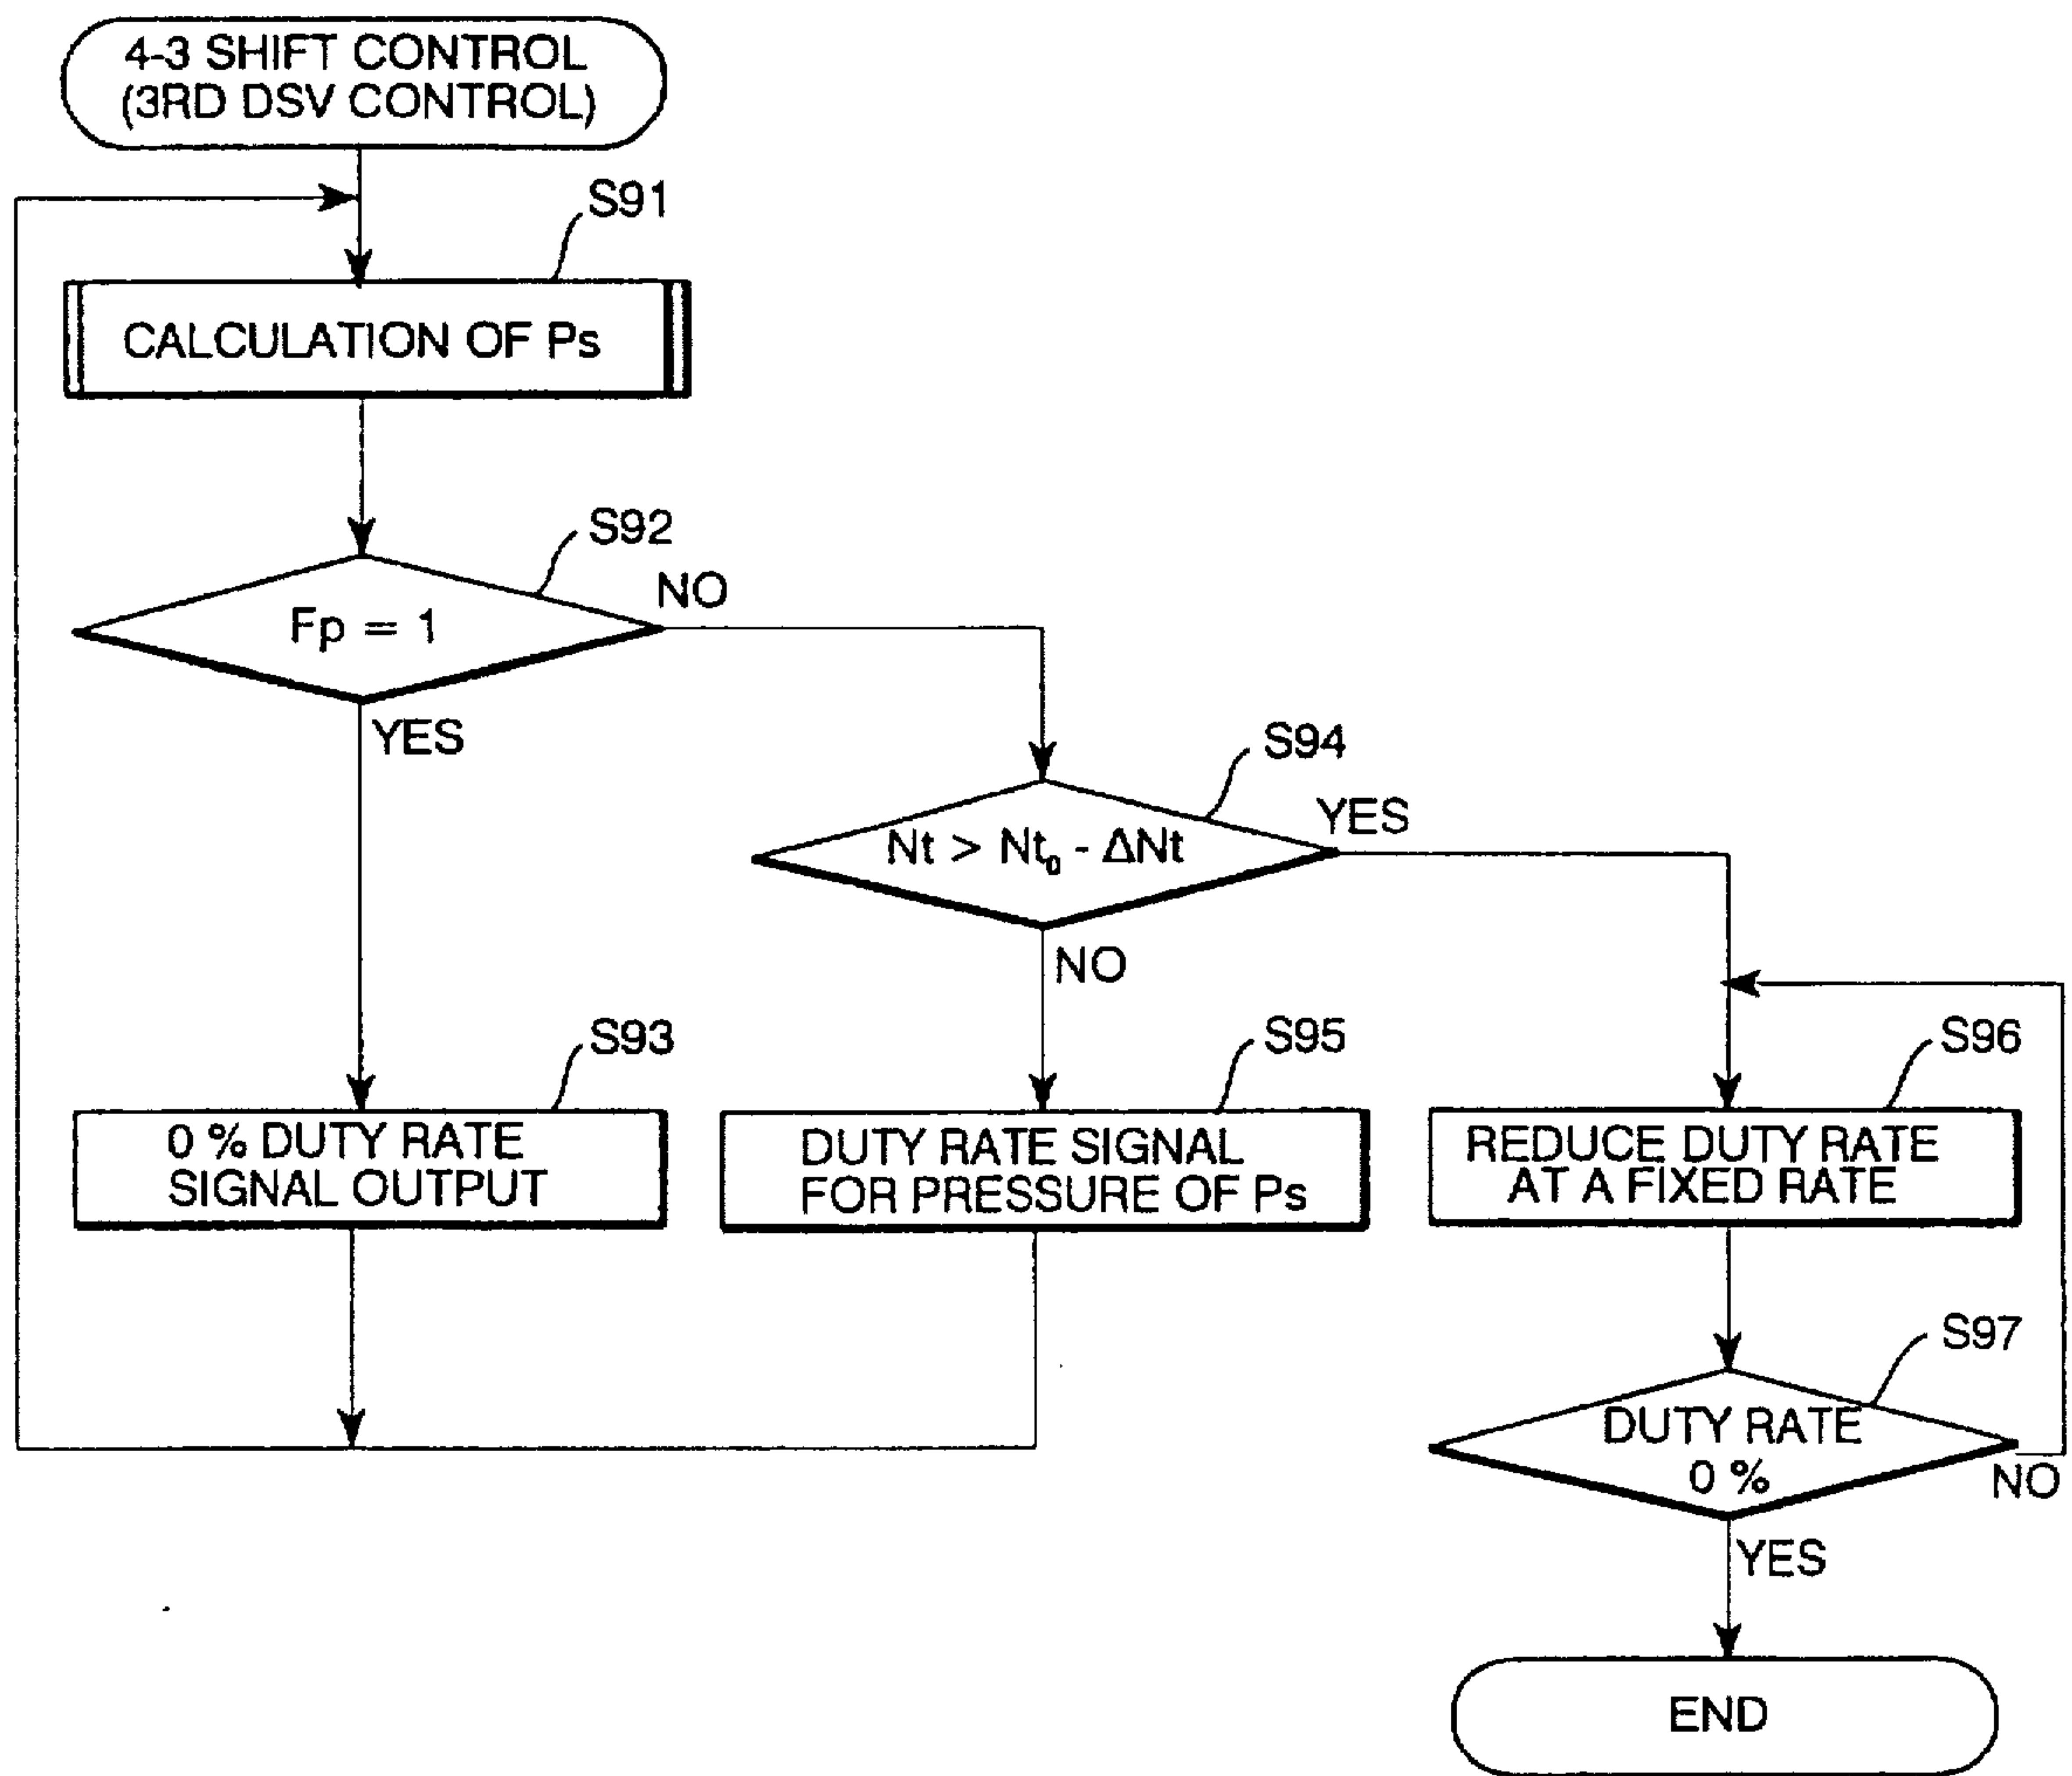 4-3 SHIFT CONTROL
(3RD DSV CONTROL)
S91
CALCULATION OF Ps
S92
Fp = 1
NO
YES
S94
Nt > Nt₀ - ΔNt
YES
NO
S93
0 % DUTY RATE
SIGNAL OUTPUT
S95
DUTY RATE SIGNAL
FOR PRESSURE OF Ps
S96
REDUCE DUTY RATE
AT A FIXED RATE
S97
DUTY RATE
0 %
NO
YES
END